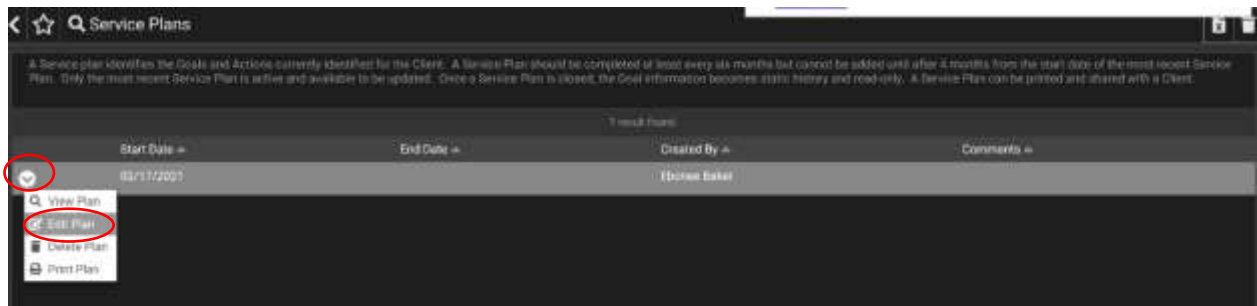 Service Plans
A Service plan identifies the Goals and Actions currently identified for the Client. A Service Plan should be completed at least every six months but cannot be added until after 4 months from the start date of the most recent Service
Plan. Only the most recent Service Plan is active and available to be updated. Once a Service Plan is closed, the Goal information becomes static history and read-only. A Service Plan can be printed and shared with a Client.
1 result found
Start Date End Date Created By Comments
03/17/2021 Ebonee Baker
View Plan
Edit Plan
Delete Plan
Print Plan